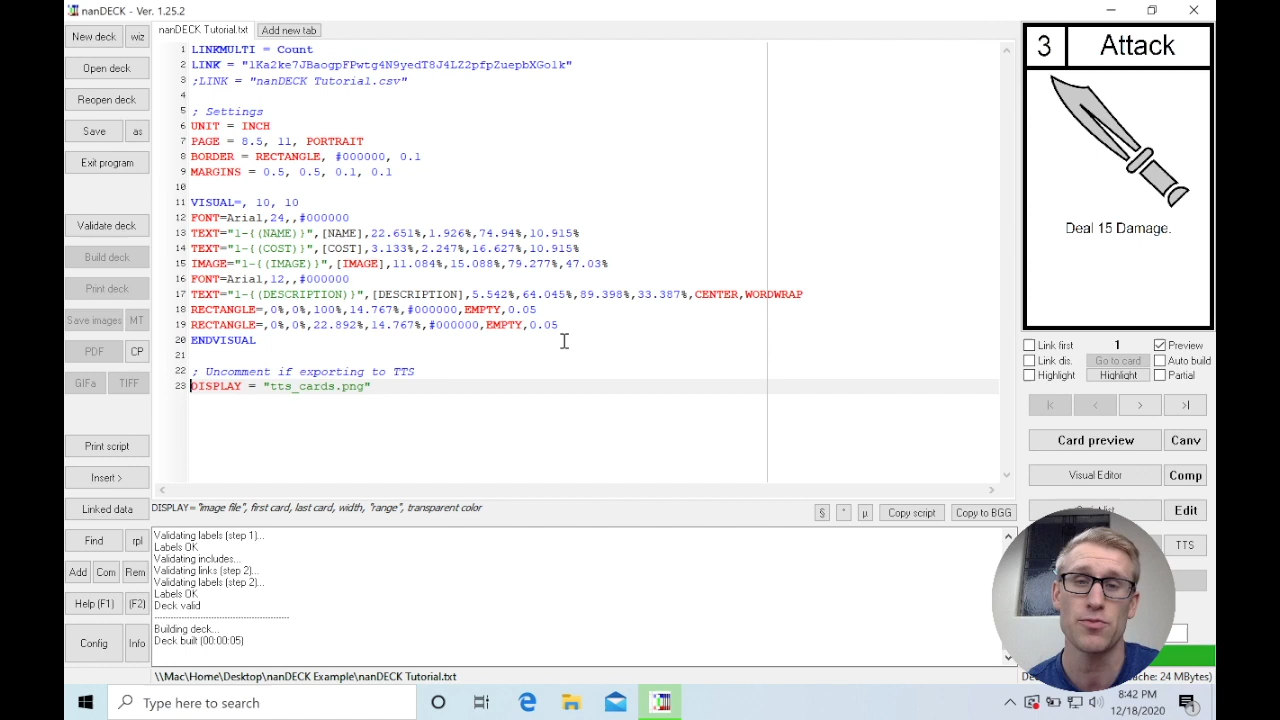 nanDECK - Ver. 1.25.2
New deck
wiz
Open deck
Reopen deck
Save
as
Exit program
Validate deck
Build deck
Print deck
Save images
MT
PDF
CP
GIFa
TIFF
Print script
Insert >
Linked data
Find
rpl
Add
Com
Rem
Help (F1)
(F2)
Config
Info
nanDECK Tutorial.txt
Add new tab
1 LINKMULTI = Count
2 LINK = "1Ka2ke7JBaogpFPwtg4N9yedT8J4LZ2pfpZuepbXGolk"
3 ;LINK = "nanDECK Tutorial.csv"
4
5 ; Settings
6 UNIT = INCH
7 PAGE = 8.5, 11, PORTRAIT
8 BORDER = RECTANGLE, #000000, 0.1
9 MARGINS = 0.5, 0.5, 0.1, 0.1
10
11 VISUAL=, 10, 10
12 FONT=Arial,24,,#000000
13 TEXT="1-{(NAME)}",[NAME],22.651%,1.926%,74.94%,10.915%
14 TEXT="1-{(COST)}",[COST],3.133%,2.247%,16.627%,10.915%
15 IMAGE="1-{(IMAGE)}",[IMAGE],11.084%,15.088%,79.277%,47.03%
16 FONT=Arial,12,,#000000
17 TEXT="1-{(DESCRIPTION)}",[DESCRIPTION],5.542%,64.045%,89.398%,33.387%,CENTER,WORDWRAP
18 RECTANGLE=,0%,0%,100%,14.767%,#000000,EMPTY,0.05
19 RECTANGLE=,0%,0%,22.892%,14.767%,#000000,EMPTY,0.05
20 ENDVISUAL
21
22 ; Uncomment if exporting to TTS
23 DISPLAY = "tts_cards.png"
DISPLAY="image file", first card, last card, width, "range", transparent color
§
"
µ
Copy script
Copy to BGG
Validating labels (step 1)...
Labels OK
Validating includes...
Validating links (step 2)...
Validating labels (step 2)...
Labels OK
Deck valid
Building deck...
Deck built (00:00:05)
\\Mac\Home\Desktop\nanDECK Example\nanDECK Tutorial.txt
3
Attack
Deal 15 Damage.
Link first
1
Preview
Link dis.
Go to card
Auto build
Highlight
Highlight
Partial
|<
<
>
>|
Card preview
Canv
Visual Editor
Comp
Edit
TTS
ache: 24 MBytes)
Type here to search
8:42 PM
12/18/2020